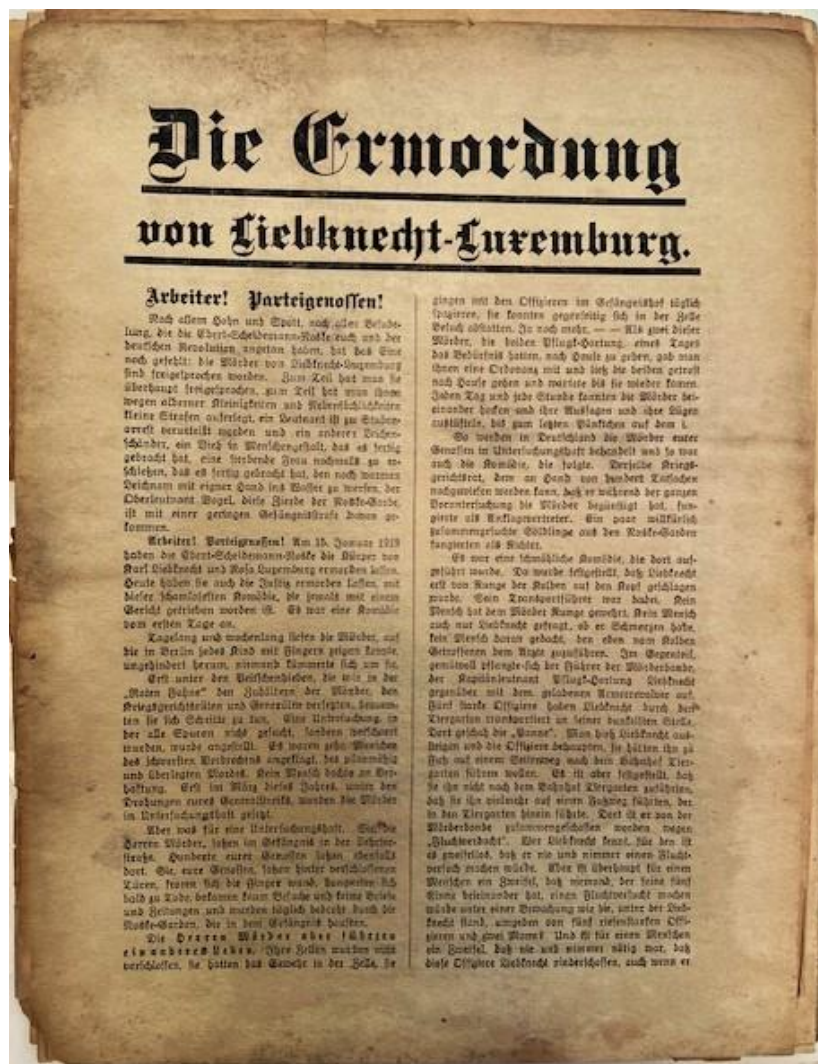 Die Ermordung
von Liebknecht-Luxemburg.
Arbeiter! Parteigenossen!
Nach allem Hohn und Spott, nach aller Besude-
lung, die die Ebert-Scheidemann-Noske euch und der
deutschen Revolution angetan haben, hat das Eine
noch gefehlt: die Mörder von Liebknecht-Luxemburg
sind freigesprochen worden. Zum Teil hat man sie
überhaupt freigesprochen, zum Teil hat man ihnen
wegen alberner Kleinigkeiten und Nebensächlichkeiten
kleine Strafen auferlegt, ein Leutnant ist zu Stuben-
arrest verurteilt worden und ein anderer Leichen-
schänder, ein Vieh in Menschengestalt, das es fertig
gebracht hat, eine sterbende Frau nochmals zu er-
schießen, das es fertig gebracht hat, den noch warmen
Leichnam mit eigner Hand ins Wasser zu werfen, der
Oberleutnant Vogel, diese Zierde der Noske-Garde,
ist mit einer geringen Gefängnisstrafe davon ge-
kommen.
Arbeiter! Parteigenossen! Am 15. Januar 1919
haben die Ebert-Scheidemann-Noske die Körper von
Karl Liebknecht und Rosa Luxemburg ermorden lassen.
Heute haben sie auch die Justiz ermorden lassen, mit
dieser schamlosesten Komödie, die jemals mit einem
Gericht getrieben worden ist. Es war eine Komödie
vom ersten Tage an.
Tagelang und wochenlang liefen die Mörder, auf
die in Berlin jedes Kind mit Fingern zeigen konnte,
ungehindert herum, niemand kümmerte sich um sie.
Erst unter den Peitschenhieben, die wir in der
„Roten Fahne“ den Zuhältern der Mörder, den
Kriegsgerichtsräten und Generälen versetzten, bequem-
ten sie sich Schritte zu tun. Eine Untersuchung, in
der alle Spuren nicht gesucht, sondern verscharrt
wurden, wurde angestellt. Es waren zehn Menschen
des schwersten Verbrechens angeklagt, des planmäßig
und überlegten Mordes. Kein Mensch dachte an Ver-
haftung. Erst im März dieses Jahres, unter den
Drohungen eures Generalstreiks, wurden die Mörder
in Untersuchungshaft gesetzt.
Aber was für eine Untersuchungshaft. Sie, die
Herren Mörder, saßen im Gefängnis in der Lehrter-
straße. Hunderte eurer Genossen saßen ebenfalls
dort. Sie, eure Genossen, saßen hinter verschlossenen
Türen, froren sich die Finger wund, hungerten sich
bald zu Tode, bekamen kaum Besuche und keine Briefe
und Zeitungen und wurden täglich bedroht durch die
Noske-Garden, die in dem Gefängnis hausten.
Die Herren Mörder aber führten
ein anderes Leben. Ihre Zellen wurden nicht
verschlossen, sie hatten das Gewehr in der Zelle, sie
gingen mit den Offizieren im Gefängnishof täglich
spazieren, sie konnten gegenseitig sich in der Zelle
Besuch abstatten. Ja noch mehr. — — Als zwei dieser
Mörder, die beiden Pflugk-Hartung, eines Tages
das Bedürfnis hatten, nach Hause zu gehen, gab man
ihnen eine Ordonanz mit und ließ die beiden getrost
nach Hause gehen und wartete bis sie wieder kamen.
Jeden Tag und jede Stunde konnten die Mörder bei-
einander hocken und ihre Aussagen und ihre Lügen
austüfteln, bis zum letzten Pünktchen auf dem i.
So werden in Deutschland die Mörder eurer
Genossen in Untersuchungshaft behandelt und so war
auch die Komödie, die folgte. Derselbe Kriegs-
gerichtsrat, dem an Hand von hundert Tatsachen
nachgewiesen werden kann, daß er während der ganzen
Voruntersuchung die Mörder begünstigt hat, fun-
gierte als Anklagevertreter. Ein paar willkürlich
zusammengesuchte Söldlinge aus den Noske-Garden
fungierten als Richter.
Es war eine schmähliche Komödie, die dort auf-
geführt wurde. Da wurde festgestellt, daß Liebknecht
erst von Runge der Kolben auf den Kopf geschlagen
wurde. Sein Transportführer war dabei. Kein
Mensch hat dem Mörder Runge gewehrt. Kein Mensch
auch nur Liebknecht gefragt, ob er Schmerzen habe,
kein Mensch daran gedacht, den eben vom Kolben
Getroffenen dem Arzte zuzuführen. Im Gegenteil,
gemütvoll pflanzte sich der Führer der Mörderbande,
der Kapitänleutnant Pflugk-Hartung Liebknecht
gegenüber mit dem geladenen Armeerevolver auf.
Fünf starke Offiziere haben Liebknecht durch den
Tiergarten transportiert an seiner dunkelsten Stelle.
Dort geschah die „Panne“. Man hieß Liebknecht aus-
steigen und die Offiziere behaupten, sie hätten ihn zu
Fuß auf einem Seitenweg nach dem Bahnhof Tier-
garten führen wollen. Es ist aber festgestellt, daß
sie ihn nicht nach dem Bahnhof Tiergarten zuführten,
daß sie ihn vielmehr auf einen Fußweg führten, der
in den Tiergarten hinein führte. Dort ist er von der
Mörderbande zusammengeschossen worden wegen
„Fluchtverdacht“. Wer Liebknecht kennt, für den ist
es zweifellos, daß er nie und nimmer einen Flucht-
versuch machen würde. Aber ist überhaupt für einen
Menschen ein Zweifel, daß niemand, der seine fünf
Sinne beieinander hat, einen Fluchtversuch machen
würde unter einer Bewachung wie die, unter der Lieb-
knecht stand, umgeben von fünf riesenstarken Offi-
zieren und zwei Mann? Und ist für einen Menschen
ein Zweifel, daß nie und nimmer nötig war, daß
diese Offiziere Liebknecht niederschossen, auch wenn er